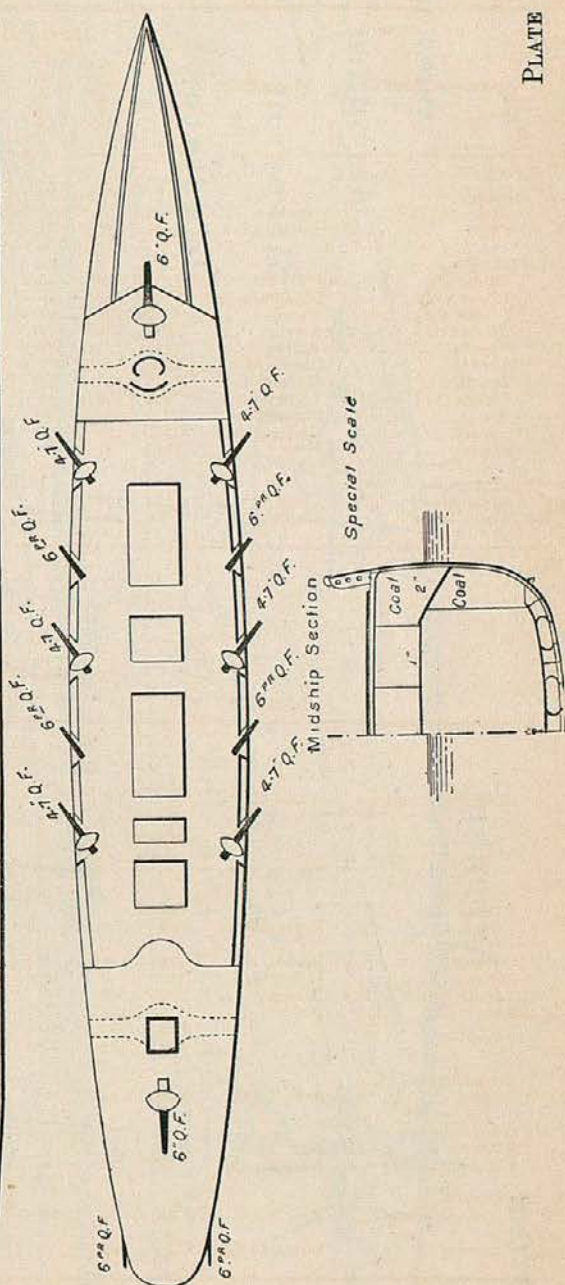 PLATE
6" Q.F.
4·7" Q.F.
4·7" Q.F.
6 PR Q.F.
6 PR Q.F.
4·7" Q.F.
4·7" Q.F.
6 PR Q.F.
6 PR Q.F.
4·7" Q.F.
4·7" Q.F.
6" Q.F.
6 PR Q.F
6 PR Q.F
Special Scale
Midship Section
Coal
2"
1"
Coal